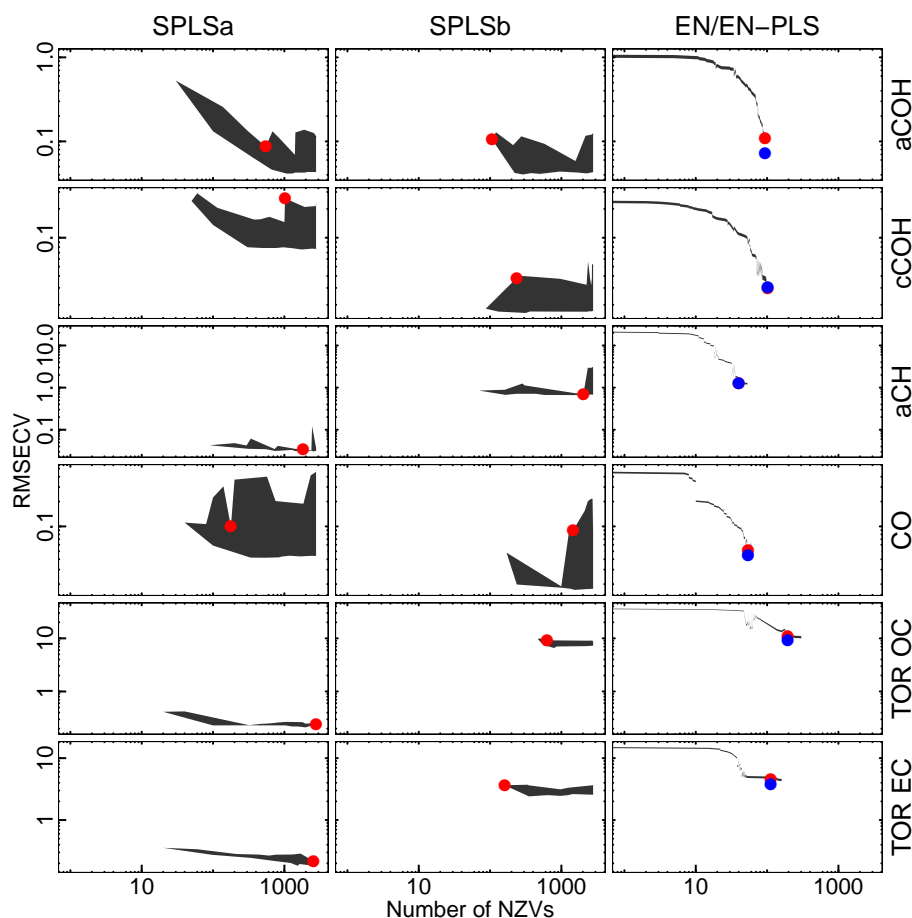 SPLSa SPLSb EN/EN−PLS
1.0
0.1
aCOH
0.1
cCOH
10.0
1.0
0.1
aCH
0.1
CO
10
1
TOR OC
10
1
TOR EC
RMSECV
10 1000 10 1000 10 1000
Number of NZVs